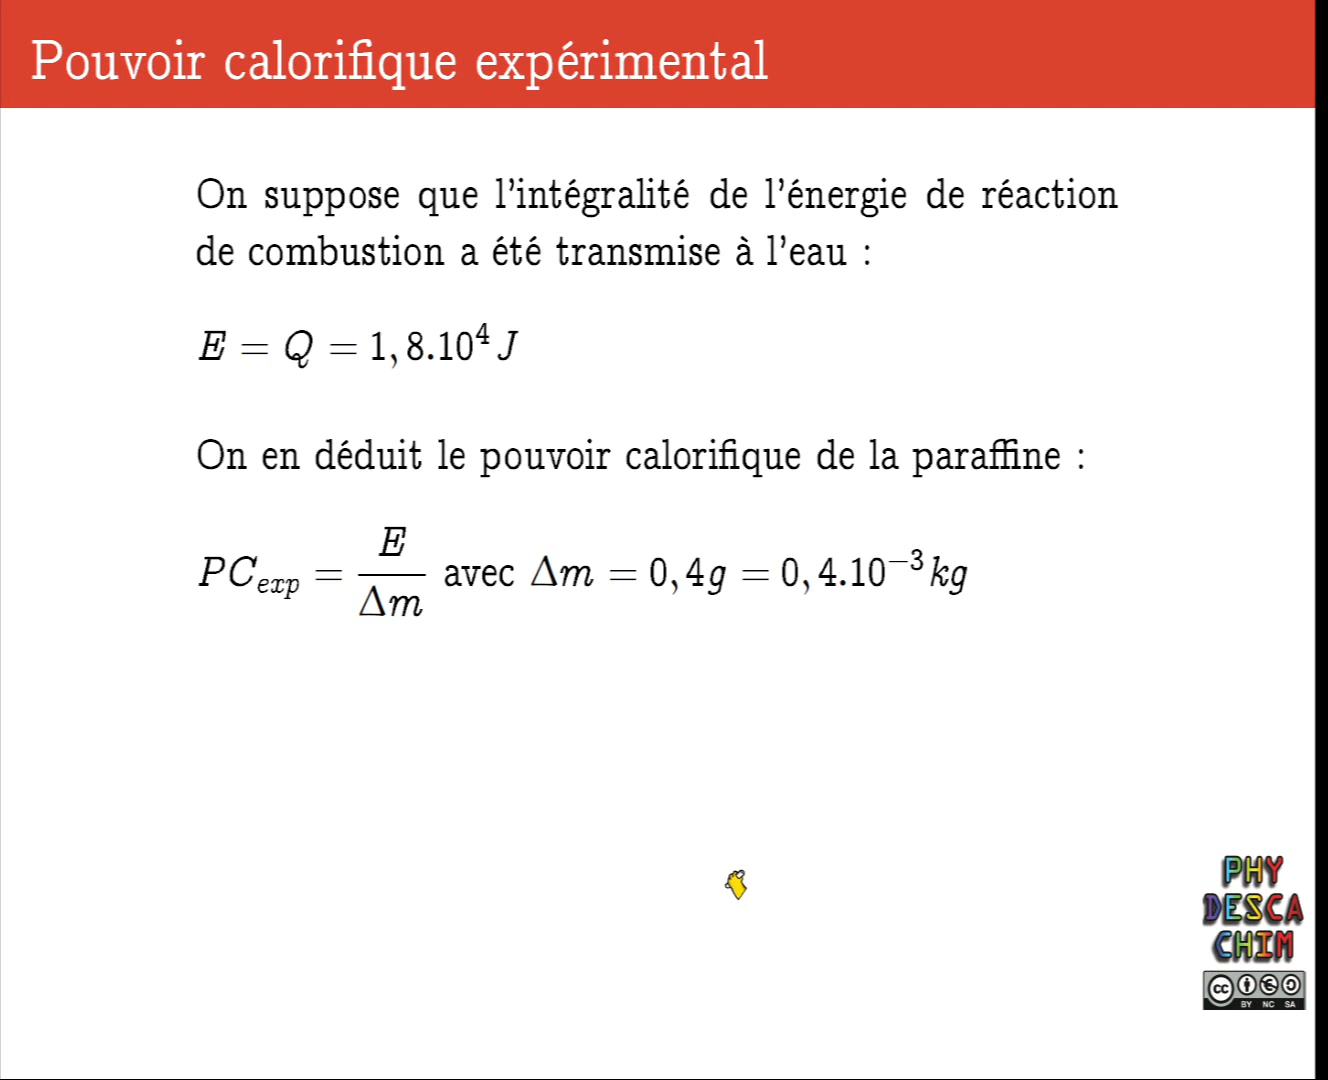 Pouvoir calorifique expérimental
On suppose que l'intégralité de l'énergie de réaction
de combustion a été transmise à l'eau :
E = Q = 1, 8.10⁴ J
On en déduit le pouvoir calorifique de la paraffine :
PC_exp = E / Δm avec Δm = 0, 4g = 0, 4.10⁻³ kg
PHY
DESCA
CHIM
cc
BY NC SA